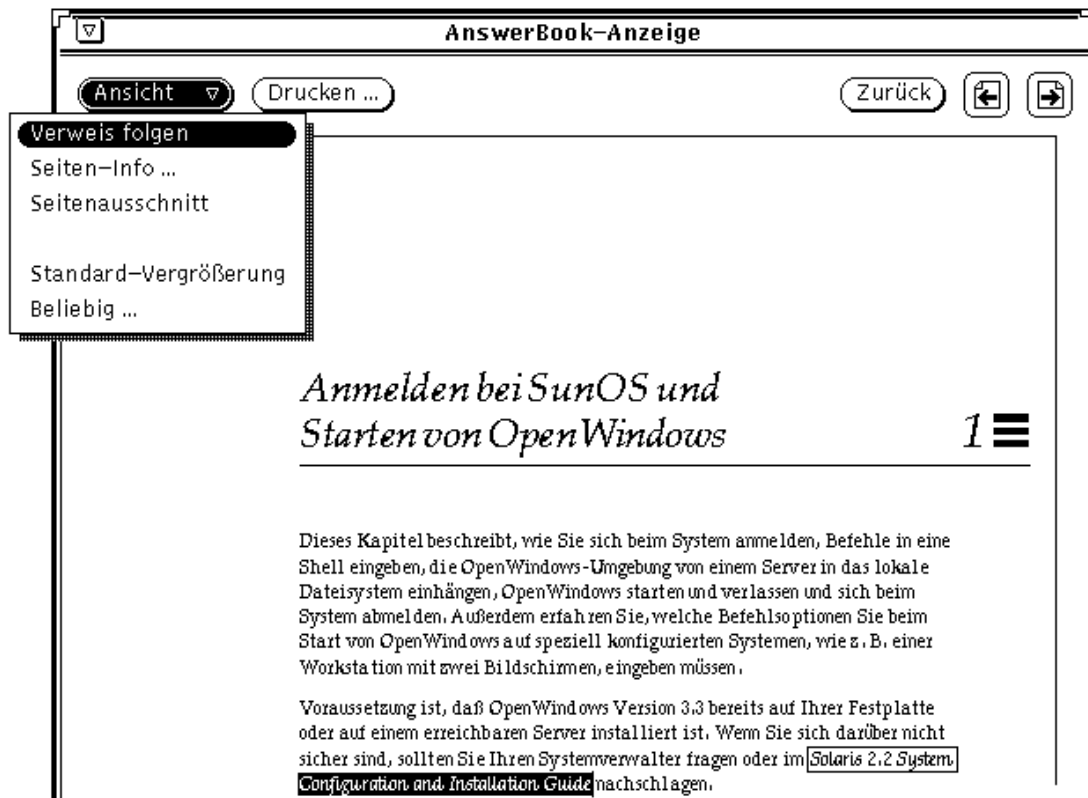 AnswerBook–Anzeige
Ansicht
Drucken ...
Zurück
Verweis folgen
Seiten–Info ...
Seitenausschnitt
Standard–Vergrößerung
Beliebig ...
Anmelden bei SunOS und
Starten von OpenWindows
1
Dieses Kapitel beschreibt, wie Sie sich beim System anmelden, Befehle in eine
Shell eingeben, die OpenWindows-Umgebung von einem Server in das lokale
Dateisystem einhängen, OpenWindows starten und verlassen und sich beim
System abmelden. Außerdem erfahren Sie, welche Befehlsoptionen Sie beim
Start von OpenWindows auf speziell konfigurierten Systemen, wie z. B. einer
Workstation mit zwei Bildschirmen, eingeben müssen.
Voraussetzung ist, daß OpenWindows Version 3.3 bereits auf Ihrer Festplatte
oder auf einem erreichbaren Server installiert ist. Wenn Sie sich darüber nicht
sicher sind, sollten Sie Ihren Systemverwalter fragen oder im Solaris 2.2 System
Configuration and Installation Guide nachschlagen.